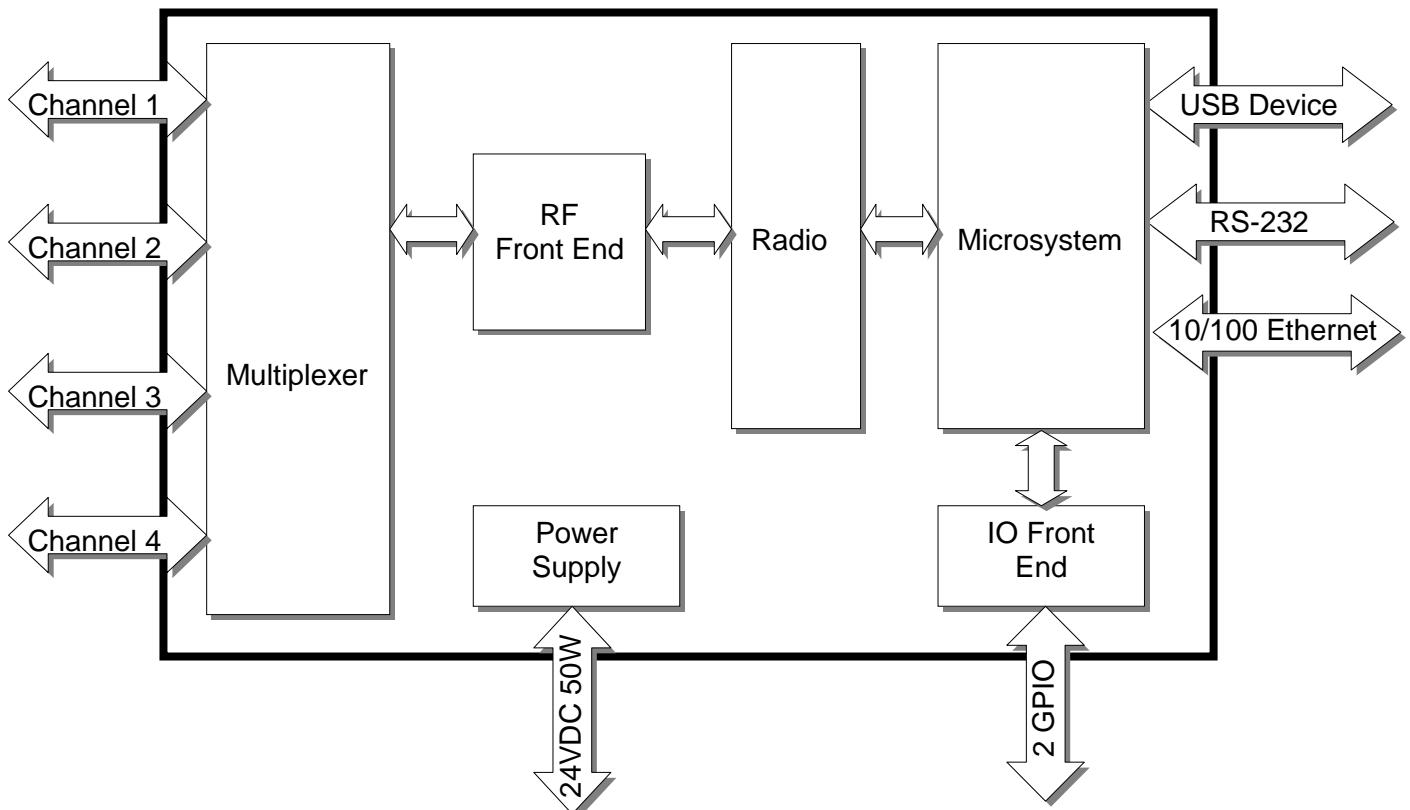 Channel 1
Channel 2
Channel 3
Channel 4
Multiplexer
RF
Front End
Radio
Microsystem
USB Device
RS-232
10/100 Ethernet
Power
Supply
IO Front
End
24VDC 50W
2 GPIO